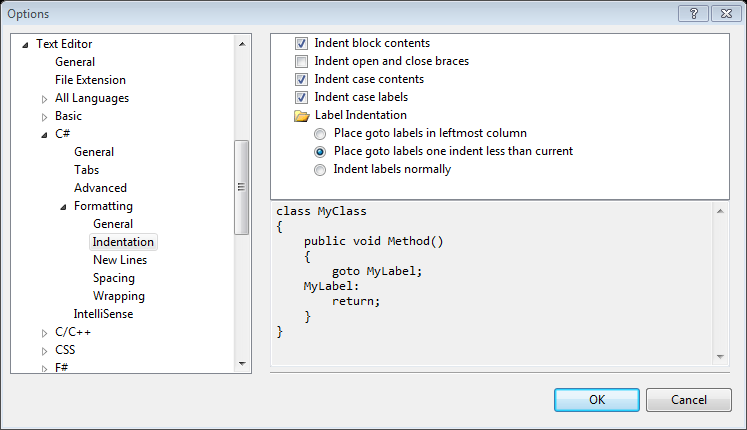 Options
Text Editor
General
File Extension
All Languages
Basic
C#
General
Tabs
Advanced
Formatting
General
Indentation
New Lines
Spacing
Wrapping
IntelliSense
C/C++
CSS
F#
Indent block contents
Indent open and close braces
Indent case contents
Indent case labels
Label Indentation
Place goto labels in leftmost column
Place goto labels one indent less than current
Indent labels normally
class MyClass
{
    public void Method()
    {
        goto MyLabel;
    MyLabel:
        return;
    }
}
OK
Cancel